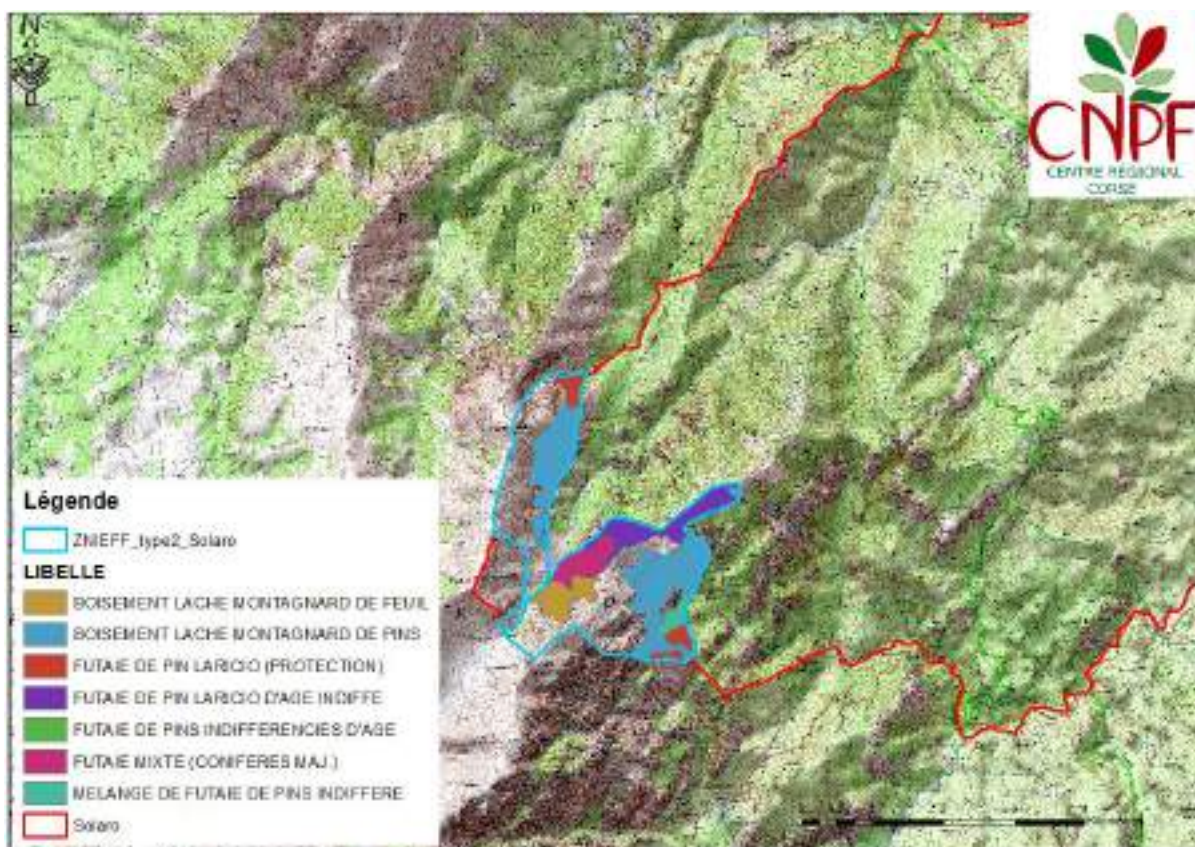 CNPF
CENTRE REGIONAL
CORSE
Légende
ZNIEFF_type2_Solaro
LIBELLE
BOISEMENT LACHE MONTAGNARD DE FEUIL
BOISEMENT LACHE MONTAGNARD DE PINS
FUTAIE DE PIN LARICIO (PROTECTION)
FUTAIE DE PIN LARICIO D'AGE INDIFFE
FUTAIE DE PINS INDIFFERENCIES D'AGE
FUTAIE MIXTE (CONIFERES MAJ.)
MELANGE DE FUTAIE DE PINS INDIFFERE
Solaro